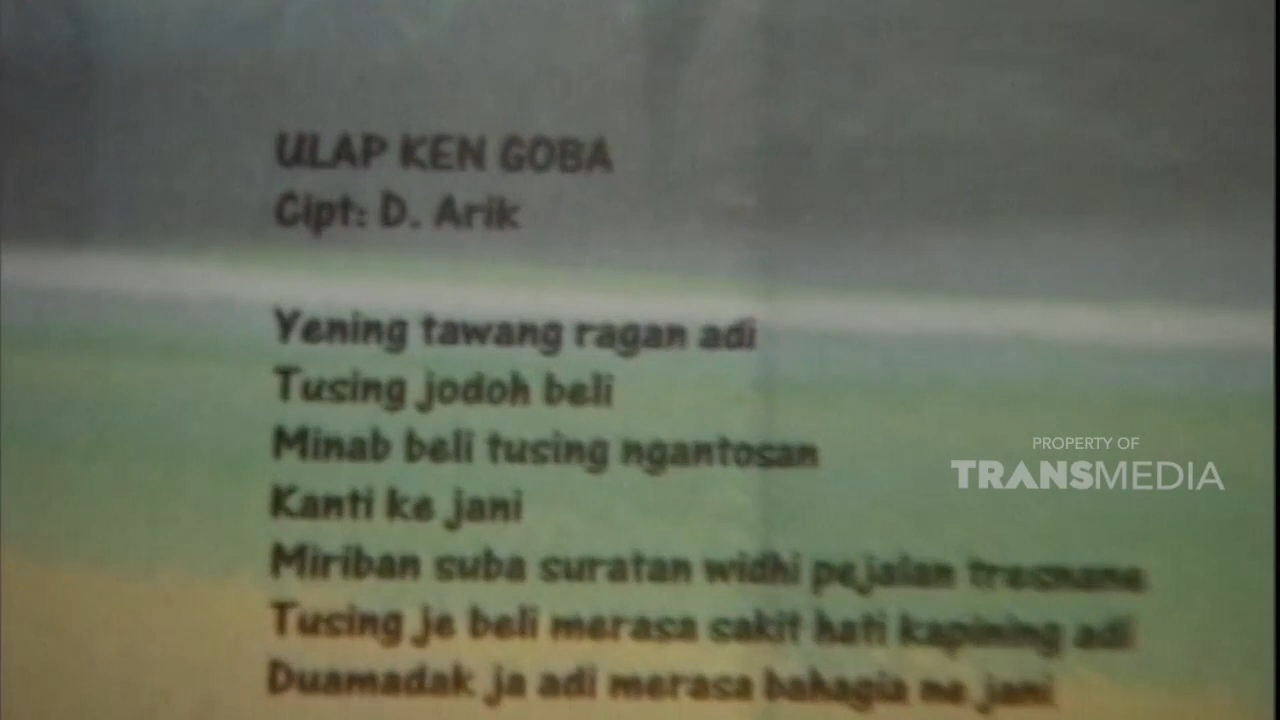 ULAP KEN GOBA
Cipt: D. Arik
Yening tawang ragan adi
Tusing jodoh beli
Minab beli tusing ngantosan
Kanti ke jani
PROPERTY OF
TRANSMEDIA
Miriban suba suratan widhi pejalan tresnane
Tusing je beli merasa sakit hati kapining adi
Duamadak ja adi merasa bahagia ne jani